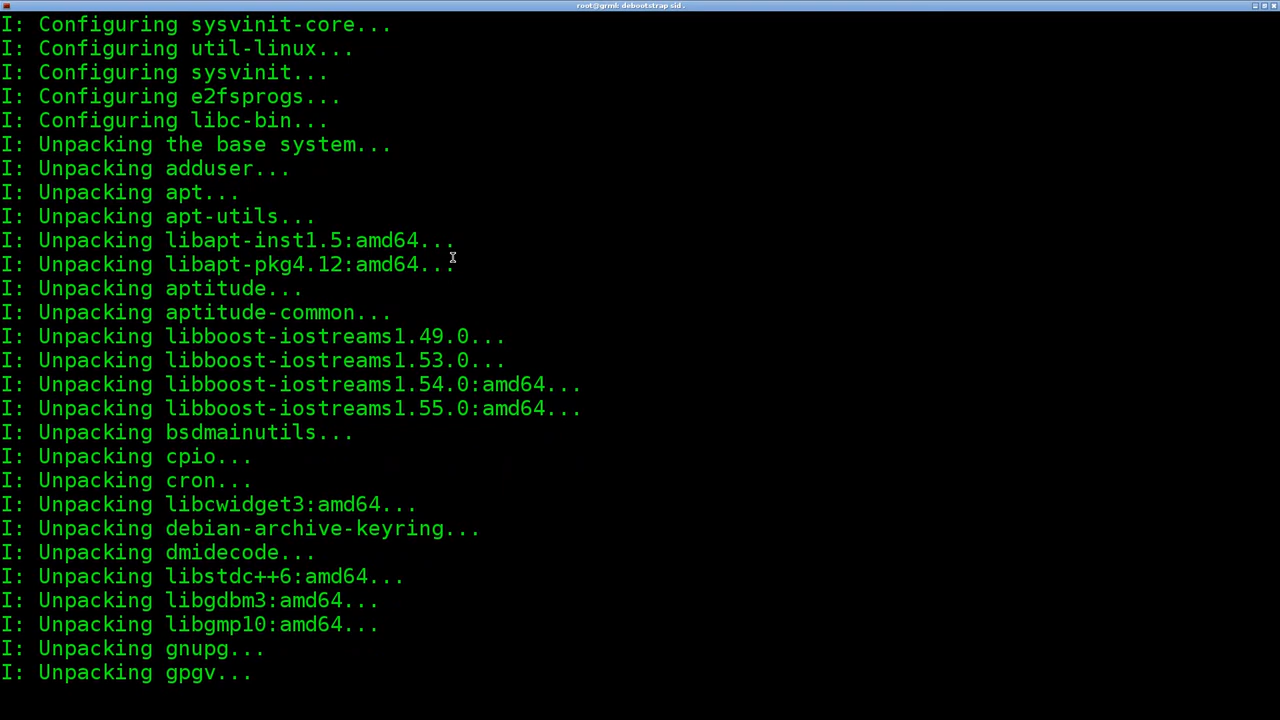 root@grml: debootstrap sid .
I: Configuring sysvinit-core...
I: Configuring util-linux...
I: Configuring sysvinit...
I: Configuring e2fsprogs...
I: Configuring libc-bin...
I: Unpacking the base system...
I: Unpacking adduser...
I: Unpacking apt...
I: Unpacking apt-utils...
I: Unpacking libapt-inst1.5:amd64...
I: Unpacking libapt-pkg4.12:amd64...
I: Unpacking aptitude...
I: Unpacking aptitude-common...
I: Unpacking libboost-iostreams1.49.0...
I: Unpacking libboost-iostreams1.53.0...
I: Unpacking libboost-iostreams1.54.0:amd64...
I: Unpacking libboost-iostreams1.55.0:amd64...
I: Unpacking bsdmainutils...
I: Unpacking cpio...
I: Unpacking cron...
I: Unpacking libcwidget3:amd64...
I: Unpacking debian-archive-keyring...
I: Unpacking dmidecode...
I: Unpacking libstdc++6:amd64...
I: Unpacking libgdbm3:amd64...
I: Unpacking libgmp10:amd64...
I: Unpacking gnupg...
I: Unpacking gpgv...